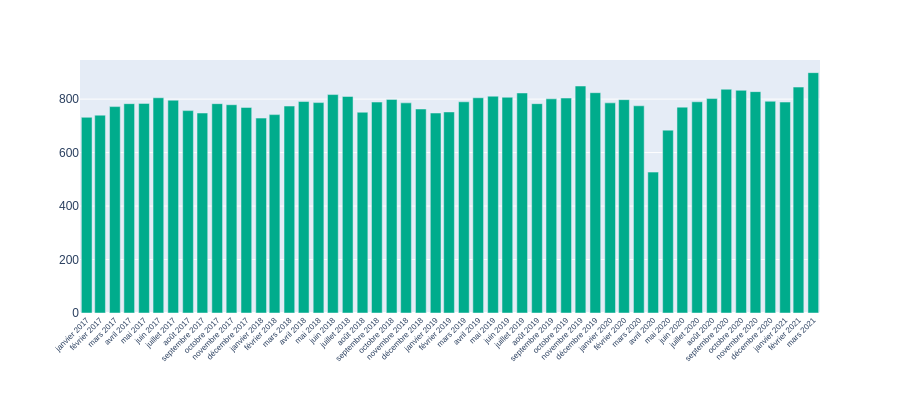 800
600
400
200
0
janvier 2017
février 2017
mars 2017
avril 2017
mai 2017
juin 2017
juillet 2017
août 2017
septembre 2017
octobre 2017
novembre 2017
décembre 2017
janvier 2018
février 2018
mars 2018
avril 2018
mai 2018
juin 2018
juillet 2018
août 2018
septembre 2018
octobre 2018
novembre 2018
décembre 2018
janvier 2019
février 2019
mars 2019
avril 2019
mai 2019
juin 2019
juillet 2019
août 2019
septembre 2019
octobre 2019
novembre 2019
décembre 2019
janvier 2020
février 2020
mars 2020
avril 2020
mai 2020
juin 2020
juillet 2020
août 2020
septembre 2020
octobre 2020
novembre 2020
décembre 2020
janvier 2021
février 2021
mars 2021